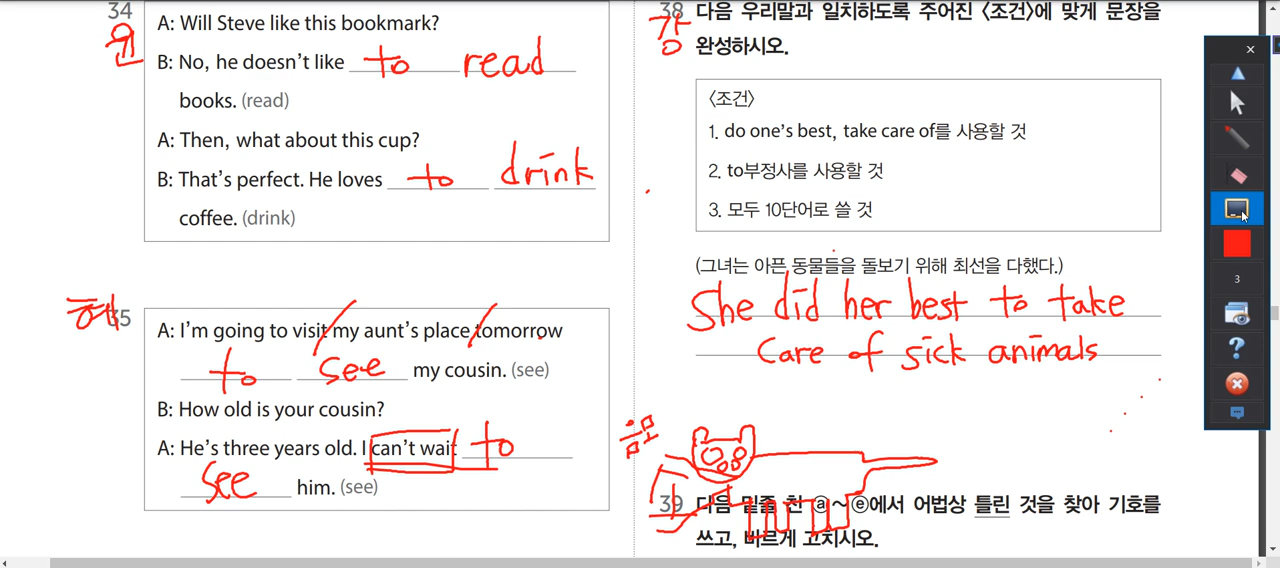 34
윤
A: Will Steve like this bookmark?
B: No, he doesn't like to read
books. (read)
A: Then, what about this cup?
B: That's perfect. He loves to drink
coffee. (drink)
35
A: I'm going to visit my aunt's place tomorrow
to see my cousin. (see)
B: How old is your cousin?
A: He's three years old. I can't wait to
see him. (see)
38
강
다음 우리말과 일치하도록 주어진 〈조건〉에 맞게 문장을
완성하시오.
〈조건〉
1. do one's best, take care of를 사용할 것
2. to부정사를 사용할 것
3. 모두 10단어로 쓸 것
(그녀는 아픈 동물들을 돌보기 위해 최선을 다했다.)
She did her best to take
care of sick animals
39
다음 밑줄 친 ⓐ~ⓔ에서 어법상 틀린 것을 찾아 기호를
쓰고, 바르게 고치시오.
3